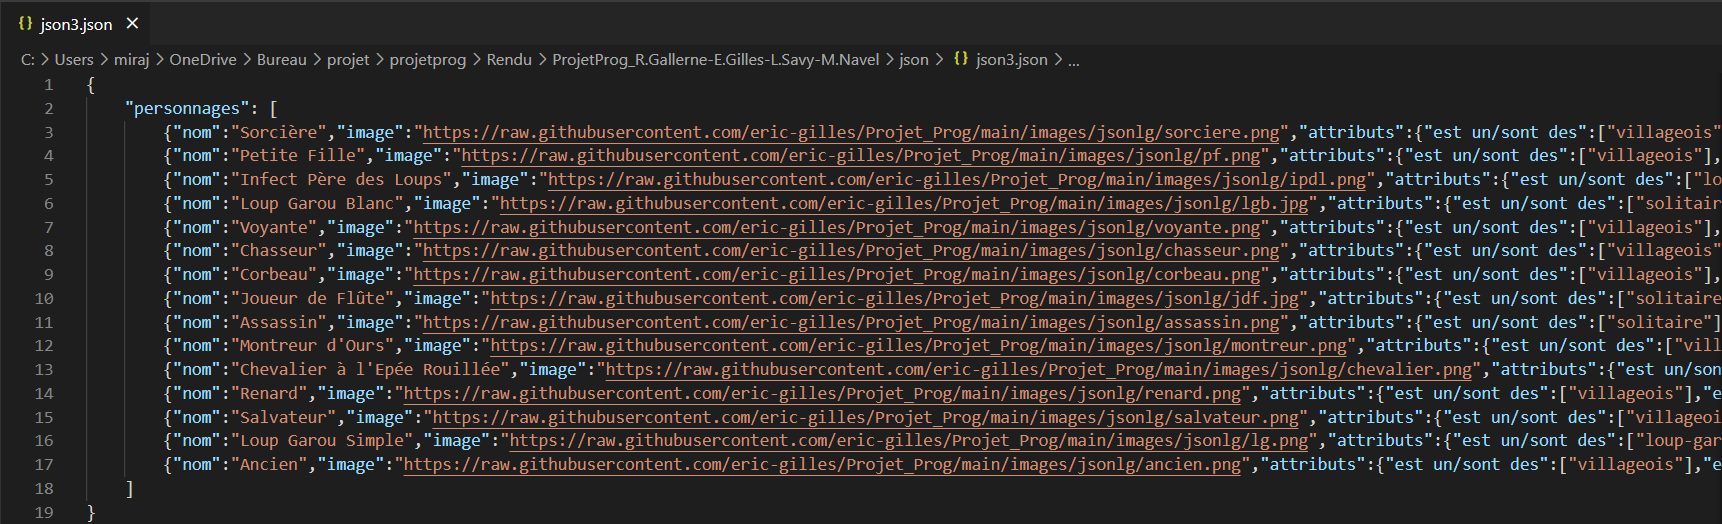 {} json3.json ×
C: > Users > miraj > OneDrive > Bureau > projet > projetprog > Rendu > ProjetProg_R.Gallerne-E.Gilles-L.Savy-M.Navel > json > {} json3.json > ...
1 {
2 "personnages": [
3 {"nom":"Sorcière","image":"https://raw.githubusercontent.com/eric-gilles/Projet_Prog/main/images/jsonlg/sorciere.png","attributs":{"est un/sont des":["villageois"
4 {"nom":"Petite Fille","image":"https://raw.githubusercontent.com/eric-gilles/Projet_Prog/main/images/jsonlg/pf.png","attributs":{"est un/sont des":["villageois"],
5 {"nom":"Infect Père des Loups","image":"https://raw.githubusercontent.com/eric-gilles/Projet_Prog/main/images/jsonlg/ipdl.png","attributs":{"est un/sont des":["lo
6 {"nom":"Loup Garou Blanc","image":"https://raw.githubusercontent.com/eric-gilles/Projet_Prog/main/images/jsonlg/lgb.jpg","attributs":{"est un/sont des":["solitair
7 {"nom":"Voyante","image":"https://raw.githubusercontent.com/eric-gilles/Projet_Prog/main/images/jsonlg/voyante.png","attributs":{"est un/sont des":["villageois"],
8 {"nom":"Chasseur","image":"https://raw.githubusercontent.com/eric-gilles/Projet_Prog/main/images/jsonlg/chasseur.png","attributs":{"est un/sont des":["villageois"
9 {"nom":"Corbeau","image":"https://raw.githubusercontent.com/eric-gilles/Projet_Prog/main/images/jsonlg/corbeau.png","attributs":{"est un/sont des":["villageois"],
10 {"nom":"Joueur de Flûte","image":"https://raw.githubusercontent.com/eric-gilles/Projet_Prog/main/images/jsonlg/jdf.jpg","attributs":{"est un/sont des":["solitaire
11 {"nom":"Assassin","image":"https://raw.githubusercontent.com/eric-gilles/Projet_Prog/main/images/jsonlg/assassin.png","attributs":{"est un/sont des":["solitaire"]
12 {"nom":"Montreur d'Ours","image":"https://raw.githubusercontent.com/eric-gilles/Projet_Prog/main/images/jsonlg/montreur.png","attributs":{"est un/sont des":["vill
13 {"nom":"Chevalier à l'Epée Rouillée","image":"https://raw.githubusercontent.com/eric-gilles/Projet_Prog/main/images/jsonlg/chevalier.png","attributs":{"est un/son
14 {"nom":"Renard","image":"https://raw.githubusercontent.com/eric-gilles/Projet_Prog/main/images/jsonlg/renard.png","attributs":{"est un/sont des":["villageois"],"e
15 {"nom":"Salvateur","image":"https://raw.githubusercontent.com/eric-gilles/Projet_Prog/main/images/jsonlg/salvateur.png","attributs":{"est un/sont des":["villageoi
16 {"nom":"Loup Garou Simple","image":"https://raw.githubusercontent.com/eric-gilles/Projet_Prog/main/images/jsonlg/lg.png","attributs":{"est un/sont des":["loup-gar
17 {"nom":"Ancien","image":"https://raw.githubusercontent.com/eric-gilles/Projet_Prog/main/images/jsonlg/ancien.png","attributs":{"est un/sont des":["villageois"],"e
18 ]
19 }